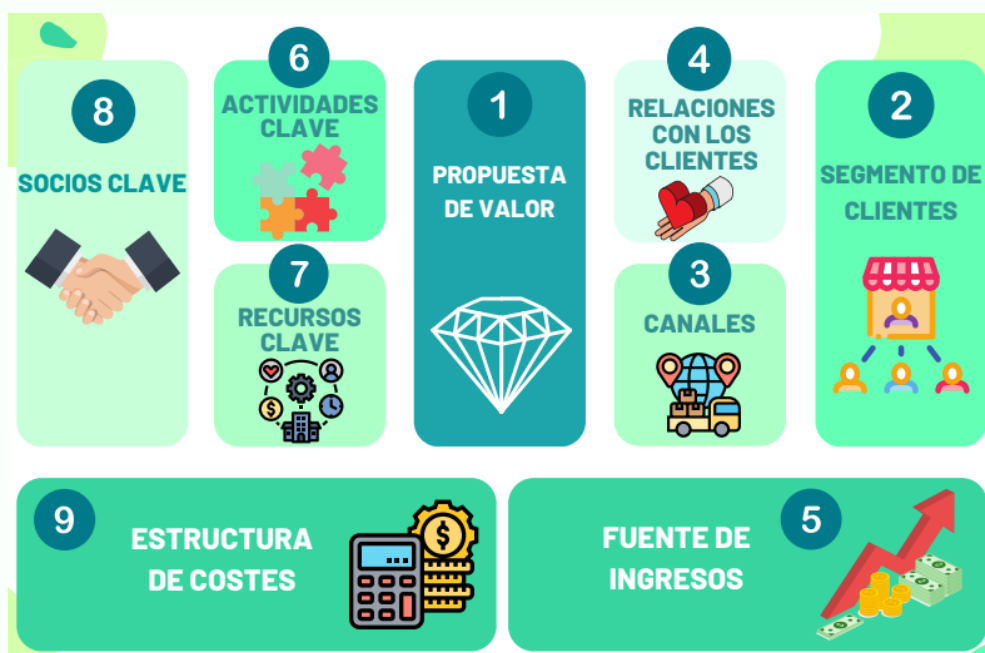 8
SOCIOS CLAVE
6
ACTIVIDADES
CLAVE
7
RECURSOS
CLAVE
$
1
PROPUESTA
DE VALOR
4
RELACIONES
CON LOS
CLIENTES
3
CANALES
2
SEGMENTO DE
CLIENTES
9
ESTRUCTURA
DE COSTES
$
5
FUENTE DE
INGRESOS